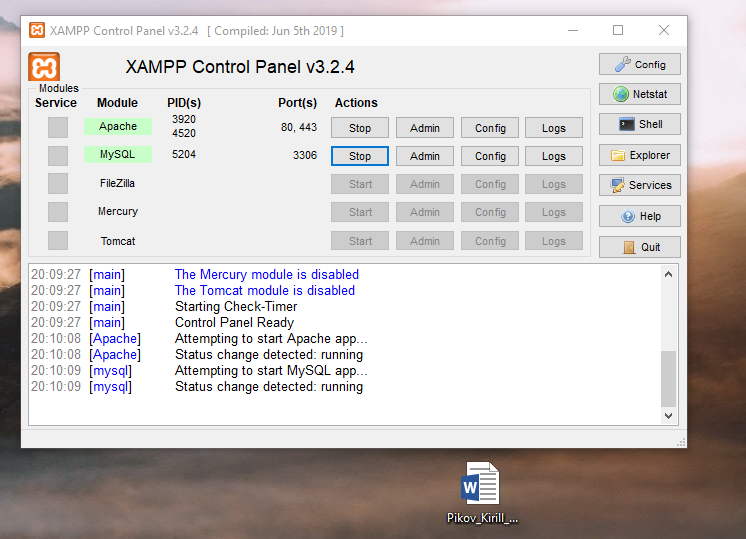 XAMPP Control Panel v3.2.4 [ Compiled: Jun 5th 2019 ]
XAMPP Control Panel v3.2.4
Config
Modules
Service Module PID(s) Port(s) Actions
Netstat
Apache 3920 4520 80, 443 Stop Admin Config Logs
Shell
MySQL 5204 3306 Stop Admin Config Logs
Explorer
FileZilla Start Admin Config Logs
Services
Mercury Start Admin Config Logs
Help
Tomcat Start Admin Config Logs
Quit
20:09:27 [main] The Mercury module is disabled
20:09:27 [main] The Tomcat module is disabled
20:09:27 [main] Starting Check-Timer
20:09:27 [main] Control Panel Ready
20:10:08 [Apache] Attempting to start Apache app...
20:10:08 [Apache] Status change detected: running
20:10:09 [mysql] Attempting to start MySQL app...
20:10:09 [mysql] Status change detected: running
W
Pikov_Kirill_...